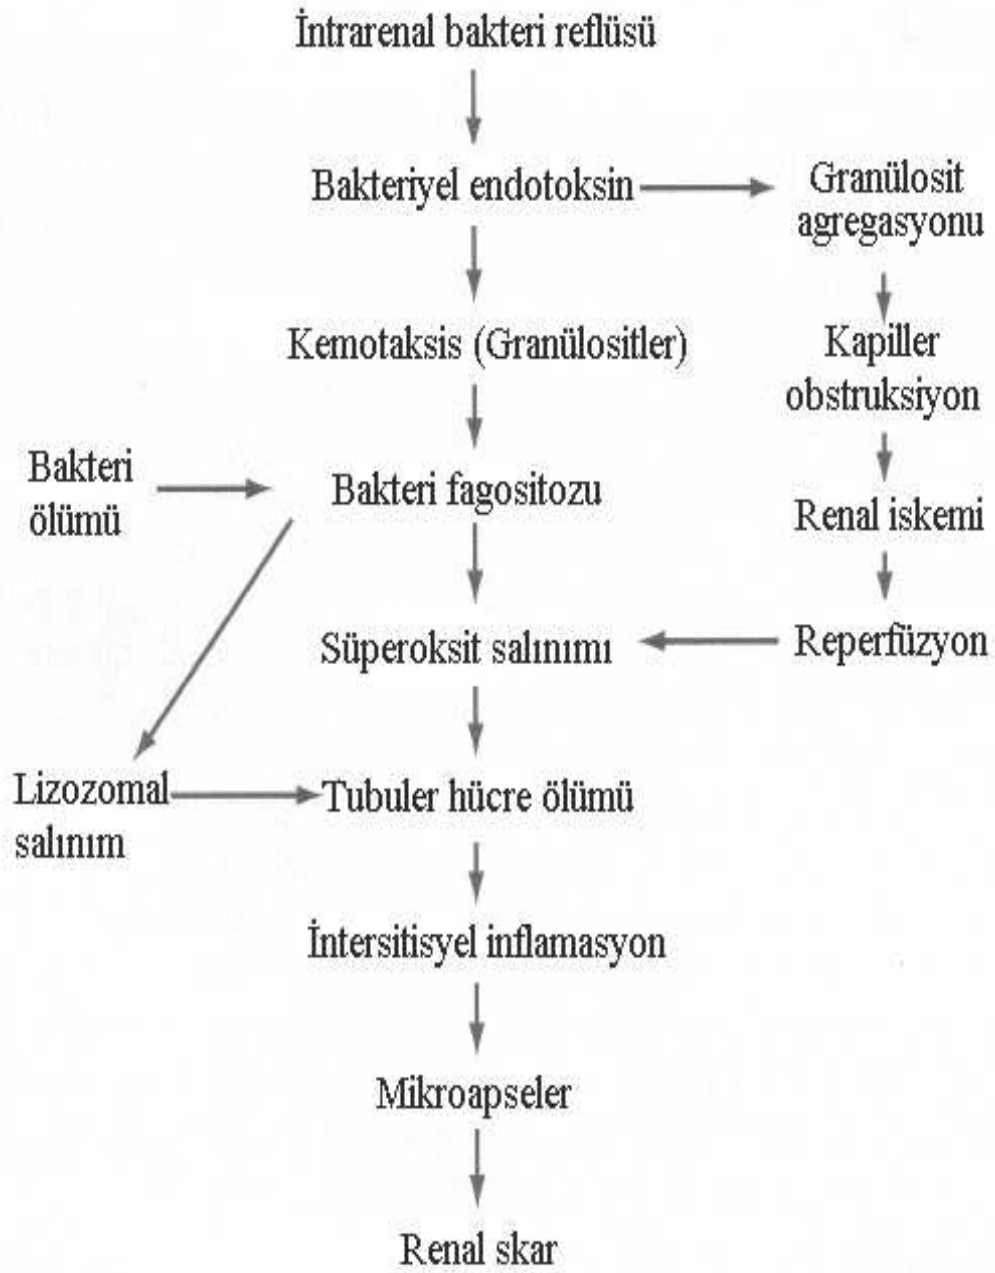 İntrarenal bakteri reflüsü
Bakteriyel endotoksin
Granülosit
agregasyonu
Kemotaksis (Granülositler)
Kapiller
obstruksiyon
Bakteri
ölümü
Bakteri fagositozu
Renal iskemi
Süperoksit salınımı
Reperfüzyon
Lizozomal
salınım
Tubuler hücre ölümü
İntersitisyel inflamasyon
Mikroapseler
Renal skar